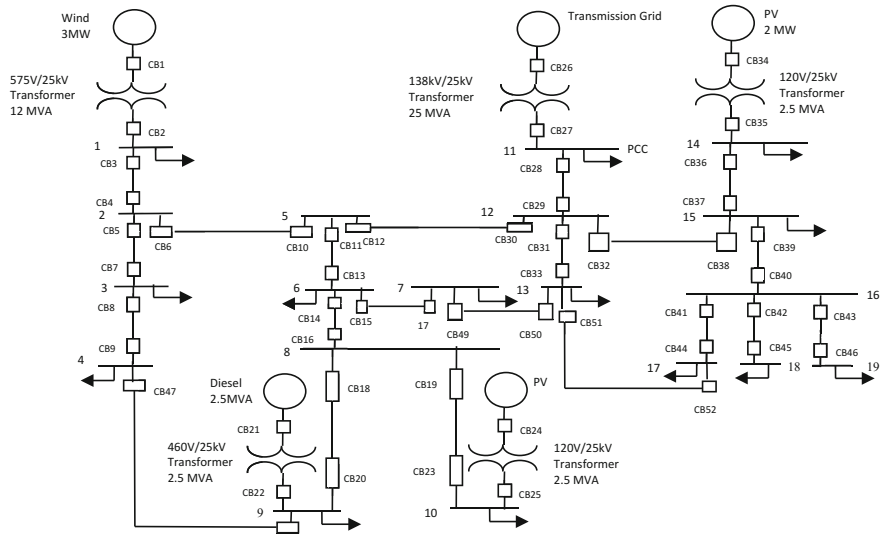 Wind
3MW
CB1
575V/25kV
Transformer
12 MVA
CB2
1
CB3
CB4
2
CB5
CB6
CB7
3
CB8
CB9
4
CB47
Transmission Grid
CB26
138kV/25kV
Transformer
25 MVA
CB27
11
PCC
CB28
CB29
12
CB30
CB31
CB32
CB33
13
CB50
CB51
PV
2 MW
CB34
120V/25kV
Transformer
2.5 MVA
CB35
14
CB36
CB37
15
CB38
CB39
CB40
16
CB41
CB42
CB43
CB44
CB45
CB46
17
18
19
CB52
5
CB10
CB11
CB12
CB13
6
CB14
CB15
CB16
7
17
CB49
8
CB18
CB19
Diesel
2.5MVA
CB21
460V/25kV
Transformer
2.5 MVA
CB22
CB20
9
PV
CB24
CB23
120V/25kV
Transformer
2.5 MVA
CB25
10